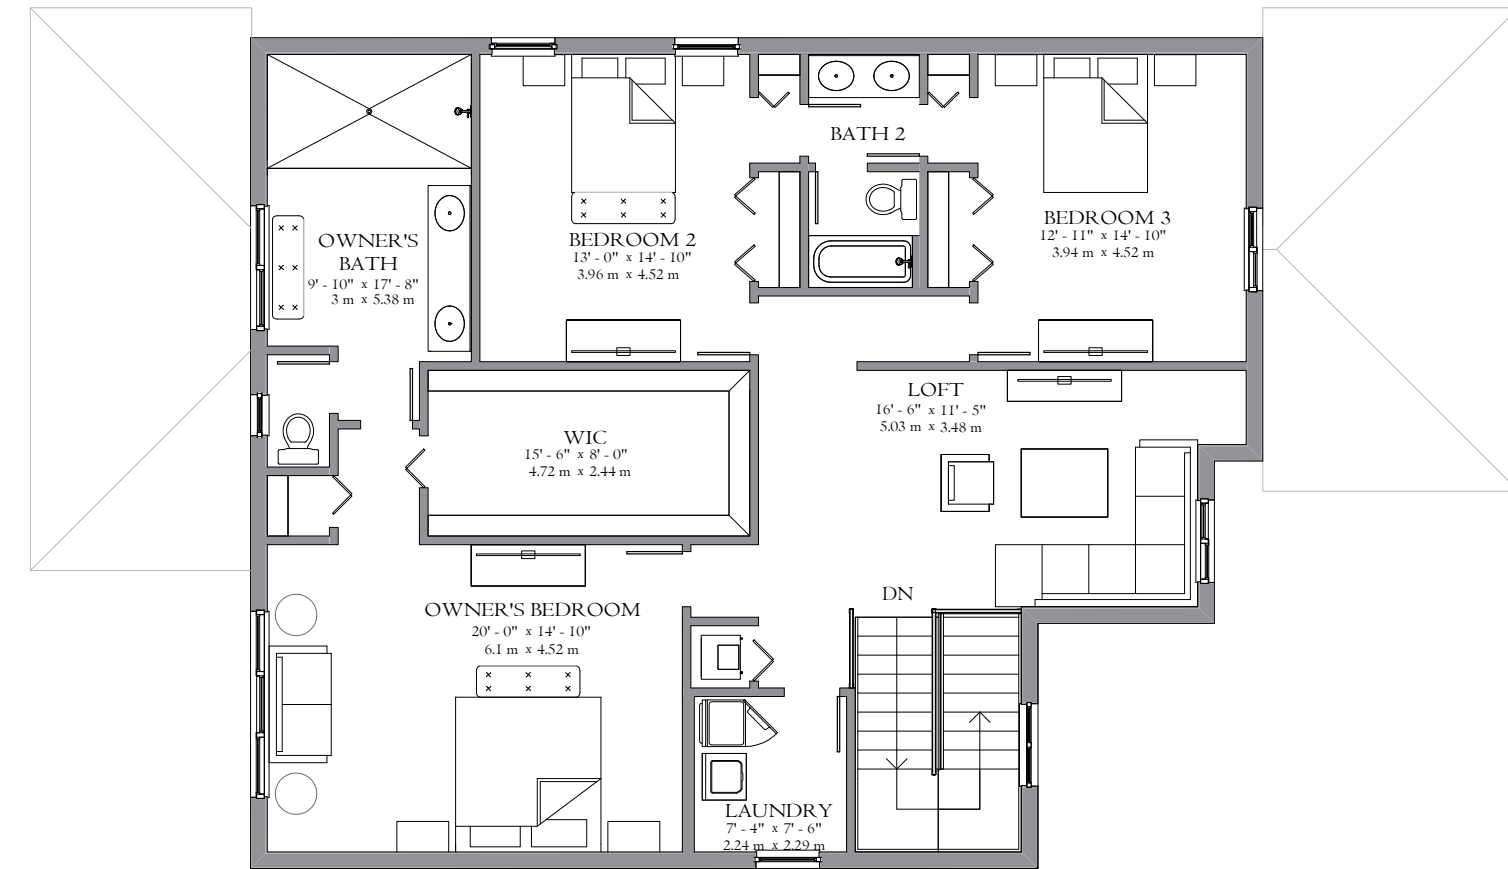 BATH 2
OWNER'S
BATH
9' - 10" x 17' - 8"
3 m x 5.38 m
BEDROOM 2
13' - 0" x 14' - 10"
3.96 m x 4.52 m
BEDROOM 3
12' - 11" x 14' - 10"
3.94 m x 4.52 m
LOFT
16' - 6" x 11' - 5"
5.03 m x 3.48 m
WIC
15' - 6" x 8' - 0"
4.72 m x 2.44 m
DN
OWNER'S BEDROOM
20' - 0" x 14' - 10"
6.1 m x 4.52 m
LAUNDRY
7' - 4" x 7' - 6"
2.24 m x 2.29 m